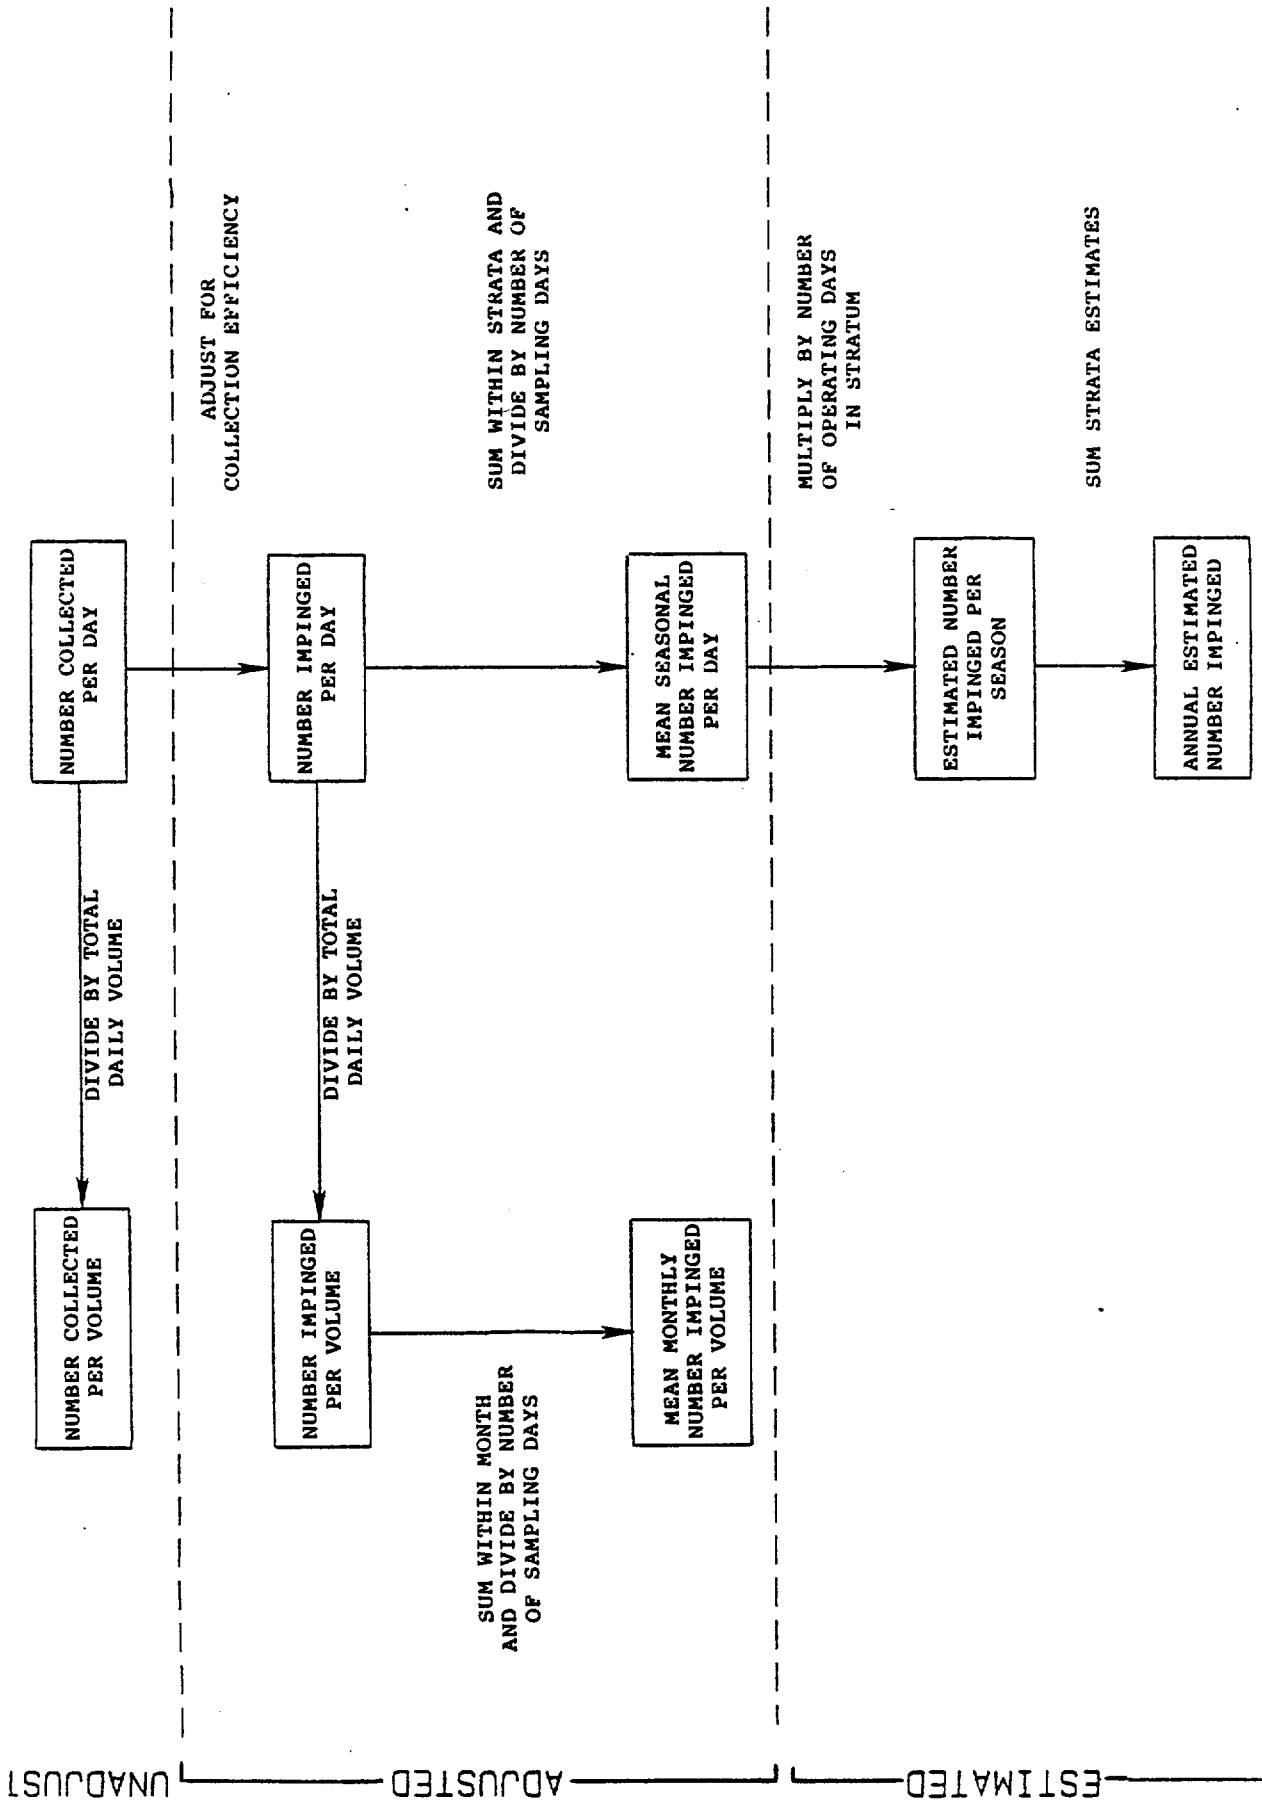 NUMBER COLLECTED
PER VOLUME
DIVIDE BY TOTAL
DAILY VOLUME
NUMBER COLLECTED
PER DAY
ADJUST FOR
COLLECTION EFFICIENCY
NUMBER IMPINGED
PER VOLUME
DIVIDE BY TOTAL
DAILY VOLUME
NUMBER IMPINGED
PER DAY
SUM WITHIN MONTH
AND DIVIDE BY NUMBER
OF SAMPLING DAYS
SUM WITHIN STRATA AND
DIVIDE BY NUMBER OF
SAMPLING DAYS
MEAN MONTHLY
NUMBER IMPINGED
PER VOLUME
MEAN SEASONAL
NUMBER IMPINGED
PER DAY
MULTIPLY BY NUMBER
OF OPERATING DAYS
IN STRATUM
ESTIMATED NUMBER
IMPINGED PER
SEASON
SUM STRATA ESTIMATES
ANNUAL ESTIMATED
NUMBER IMPINGED
UNADJUST
ADJUSTED
ESTIMATED